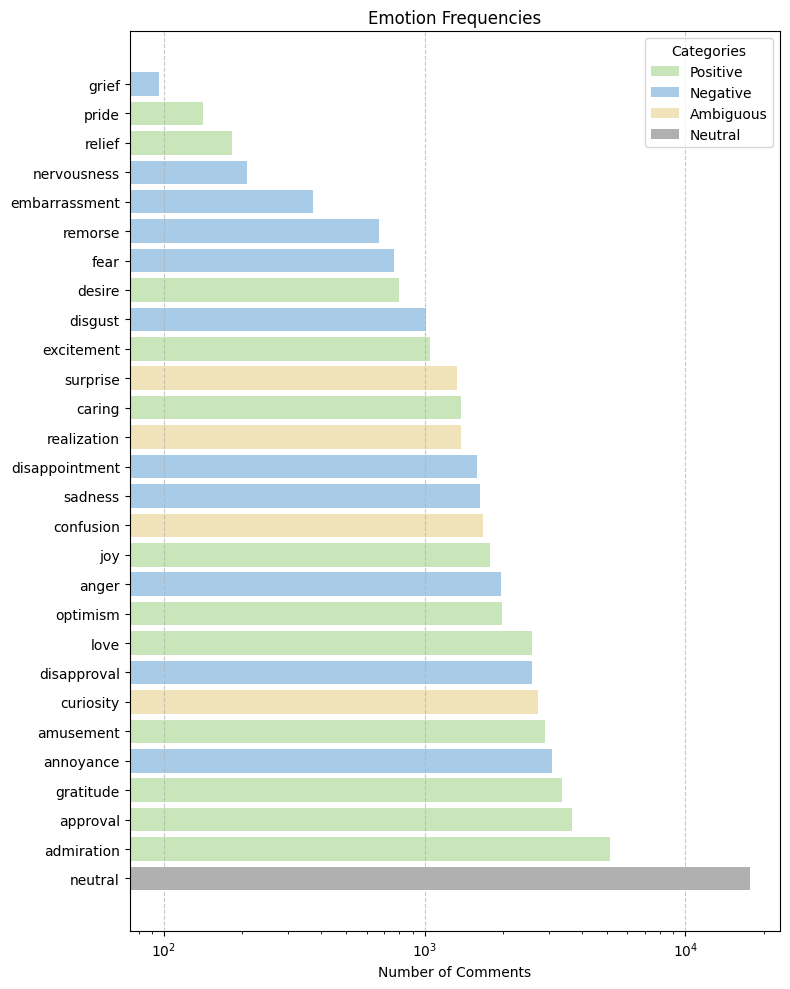 Emotion Frequencies
Categories
Positive
Negative
Ambiguous
Neutral
grief
pride
relief
nervousness
embarrassment
remorse
fear
desire
disgust
excitement
surprise
caring
realization
disappointment
sadness
confusion
joy
anger
optimism
love
disapproval
curiosity
amusement
annoyance
gratitude
approval
admiration
neutral
10² 10³ 10⁴
Number of Comments